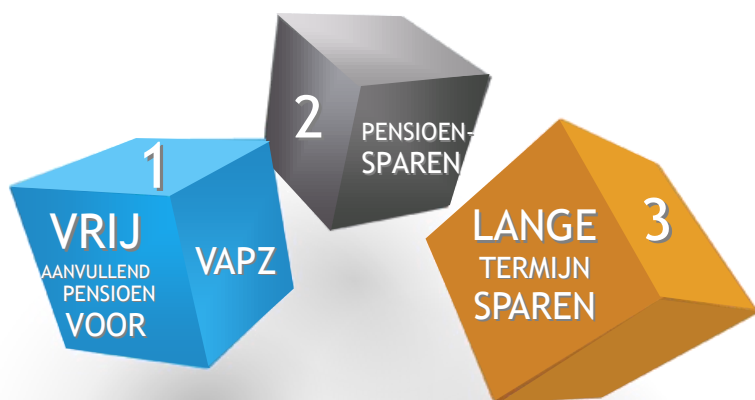 1
VRIJ
AANVULLEND
PENSIOEN
VOOR
VAPZ
2
PENSIOEN-
SPAREN
LANGE
TERMIJN
SPAREN
3